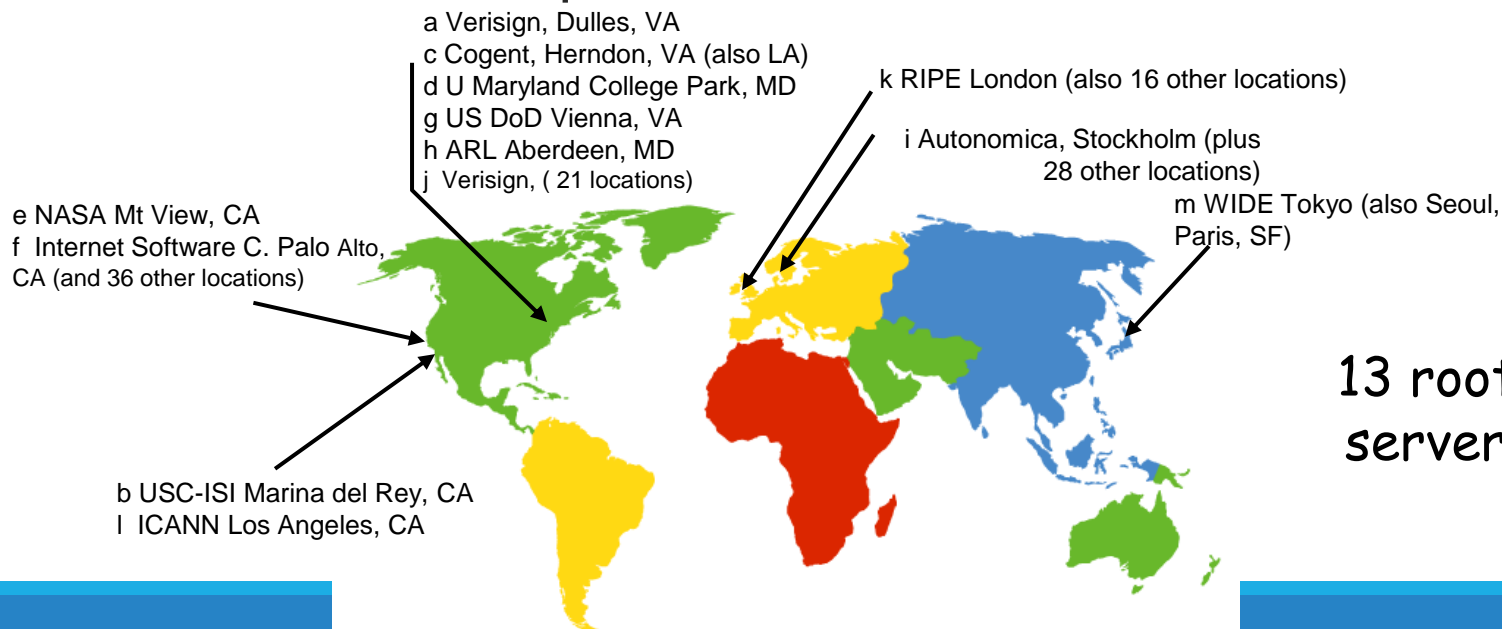 a Verisign, Dulles, VA
c Cogent, Herndon, VA (also LA)
d U Maryland College Park, MD
g US DoD Vienna, VA
h ARL Aberdeen, MD
j Verisign, ( 21 locations)
k RIPE London (also 16 other locations)
i Autonomica, Stockholm (plus
28 other locations)
m WIDE Tokyo (also Seoul,
Paris, SF)
e NASA Mt View, CA
f Internet Software C. Palo Alto,
CA (and 36 other locations)
13 root
server
b USC-ISI Marina del Rey, CA
l ICANN Los Angeles, CA